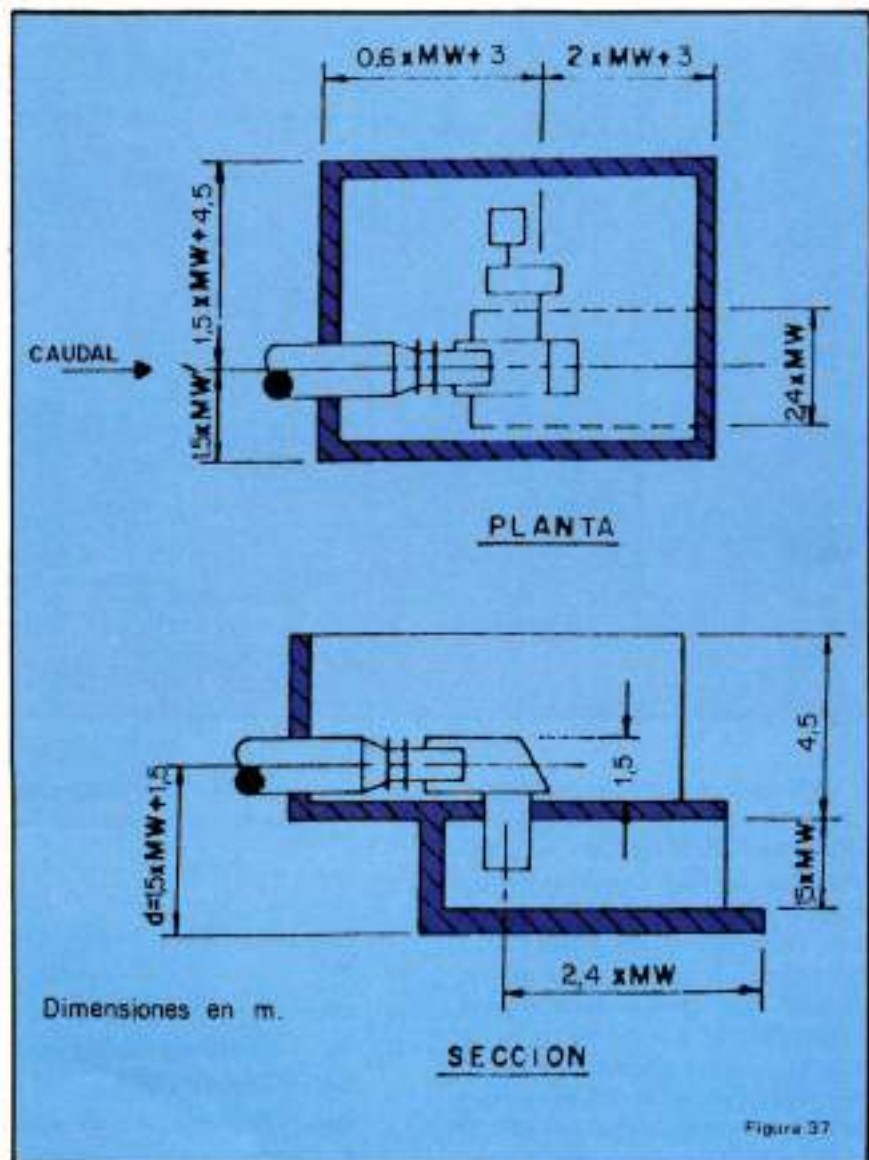 0.6 x MW + 3
2 x MW + 3
1,5 x MW + 4,5
CAUDAL
1,5 x MW
2,4 x MW
PLANTA
4,5
1,5
d=1,5 x MW + 1,5
1,5 x MW
2,4 x MW
Dimensiones en m.
SECCION
Figura 37